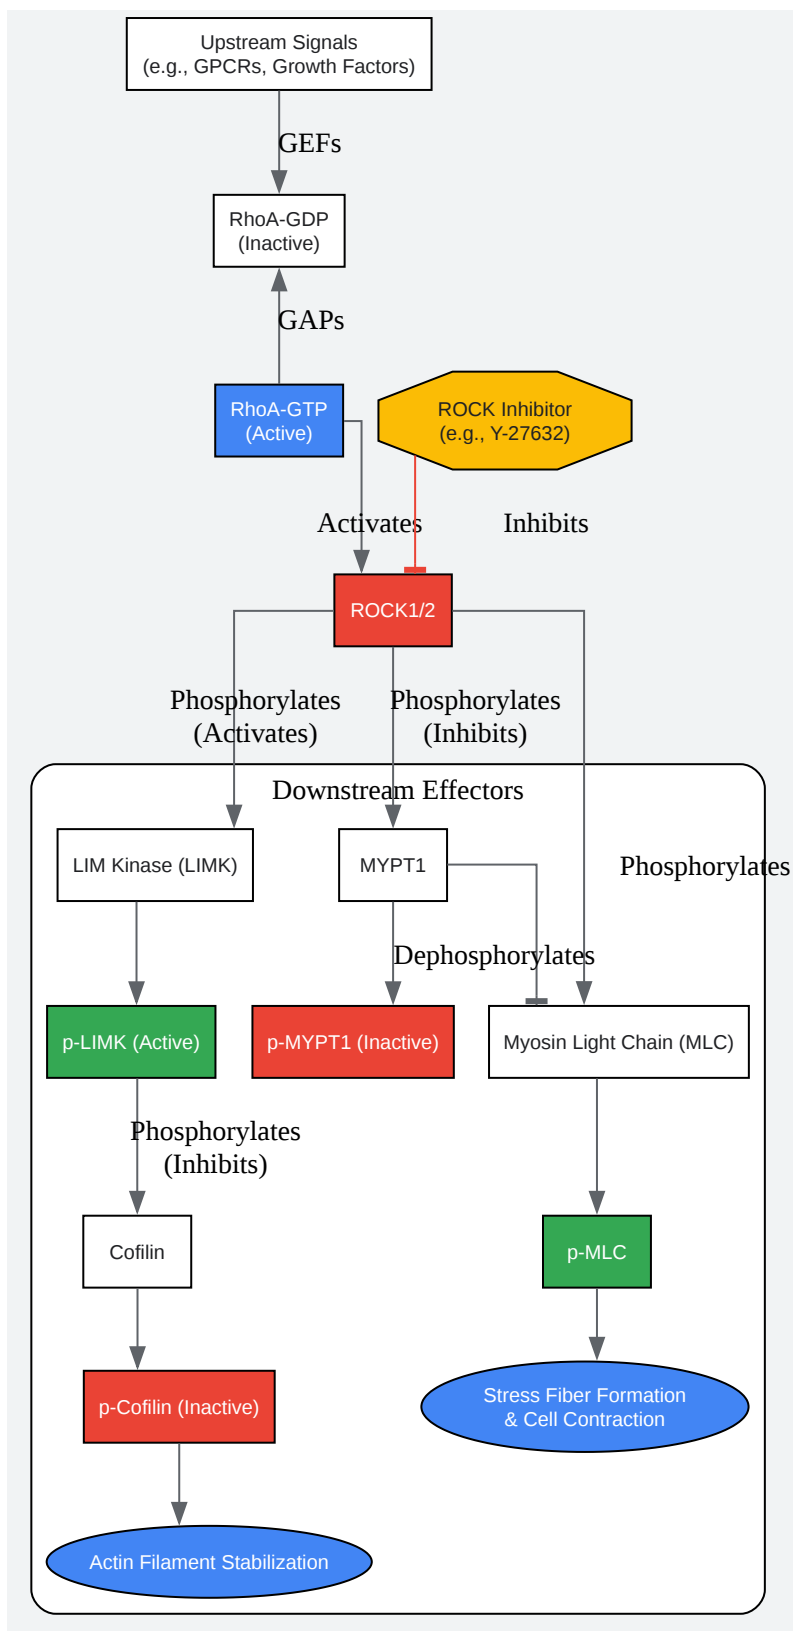 Upstream Signals
(e.g., GPCRs, Growth Factors)
GEFs
RhoA-GDP
(Inactive)
GAPs
RhoA-GTP
(Active)
ROCK Inhibitor
(e.g., Y-27632)
Activates
Inhibits
ROCK1/2
Phosphorylates
(Activates)
Phosphorylates
(Inhibits)
Downstream Effectors
LIM Kinase (LIMK)
MYPT1
Phosphorylates
Dephosphorylates
p-LIMK (Active)
p-MYPT1 (Inactive)
Myosin Light Chain (MLC)
Phosphorylates
(Inhibits)
Cofilin
p-MLC
p-Cofilin (Inactive)
Stress Fiber Formation
& Cell Contraction
Actin Filament Stabilization